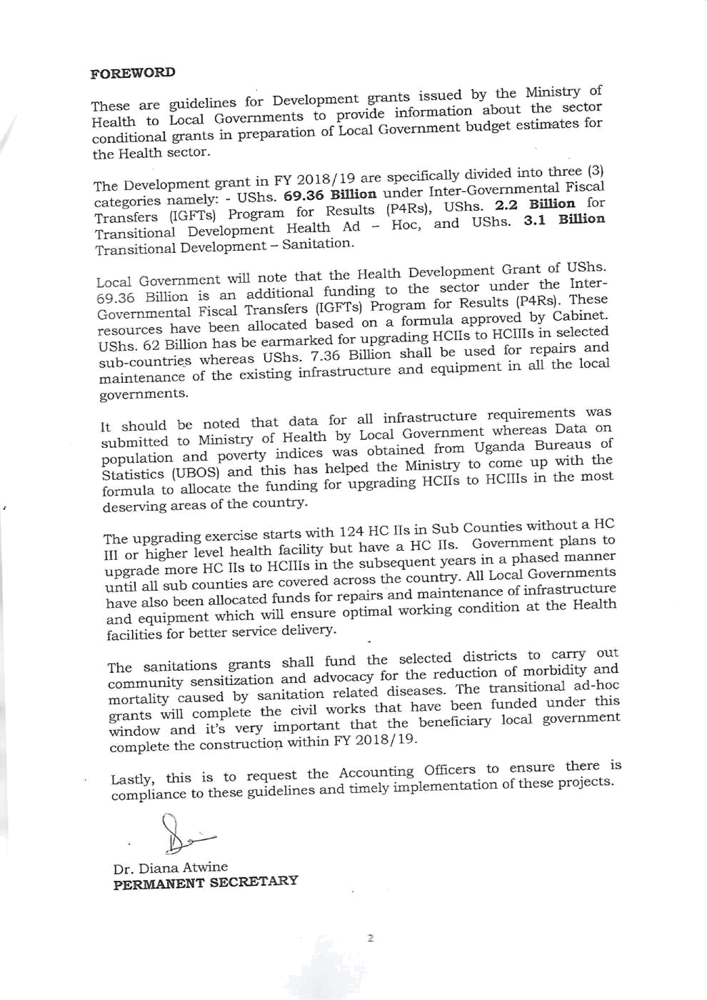 FOREWORD
These are guidelines for Development grants issued by the Ministry of
Health to Local Governments to provide information about the sector
conditional grants in preparation of Local Government budget estimates for
the Health sector.
The Development grant in FY 2018/19 are specifically divided into three (3)
categories namely: - UShs. 69.36 Billion under Inter-Governmental Fiscal
Transfers (IGFTs) Program for Results (P4Rs), UShs. 2.2 Billion for
Transitional Development Health Ad – Hoc, and UShs. 3.1 Billion
Transitional Development – Sanitation.
Local Government will note that the Health Development Grant of UShs.
69.36 Billion is an additional funding to the sector under the Inter-
Governmental Fiscal Transfers (IGFTs) Program for Results (P4Rs). These
resources have been allocated based on a formula approved by Cabinet.
UShs. 62 Billion has be earmarked for upgrading HCIIs to HCIIIs in selected
sub-countries whereas UShs. 7.36 Billion shall be used for repairs and
maintenance of the existing infrastructure and equipment in all the local
governments.
It should be noted that data for all infrastructure requirements was
submitted to Ministry of Health by Local Government whereas Data on
population and poverty indices was obtained from Uganda Bureaus of
Statistics (UBOS) and this has helped the Ministry to come up with the
formula to allocate the funding for upgrading HCIIs to HCIIIs in the most
deserving areas of the country.
The upgrading exercise starts with 124 HC IIs in Sub Counties without a HC
III or higher level health facility but have a HC IIs. Government plans to
upgrade more HC IIs to HCIIIs in the subsequent years in a phased manner
until all sub counties are covered across the country. All Local Governments
have also been allocated funds for repairs and maintenance of infrastructure
and equipment which will ensure optimal working condition at the Health
facilities for better service delivery.
The sanitations grants shall fund the selected districts to carry out
community sensitization and advocacy for the reduction of morbidity and
mortality caused by sanitation related diseases. The transitional ad-hoc
grants will complete the civil works that have been funded under this
window and it's very important that the beneficiary local government
complete the construction within FY 2018/19.
Lastly, this is to request the Accounting Officers to ensure there is
compliance to these guidelines and timely implementation of these projects.
Dr. Diana Atwine
PERMANENT SECRETARY
2